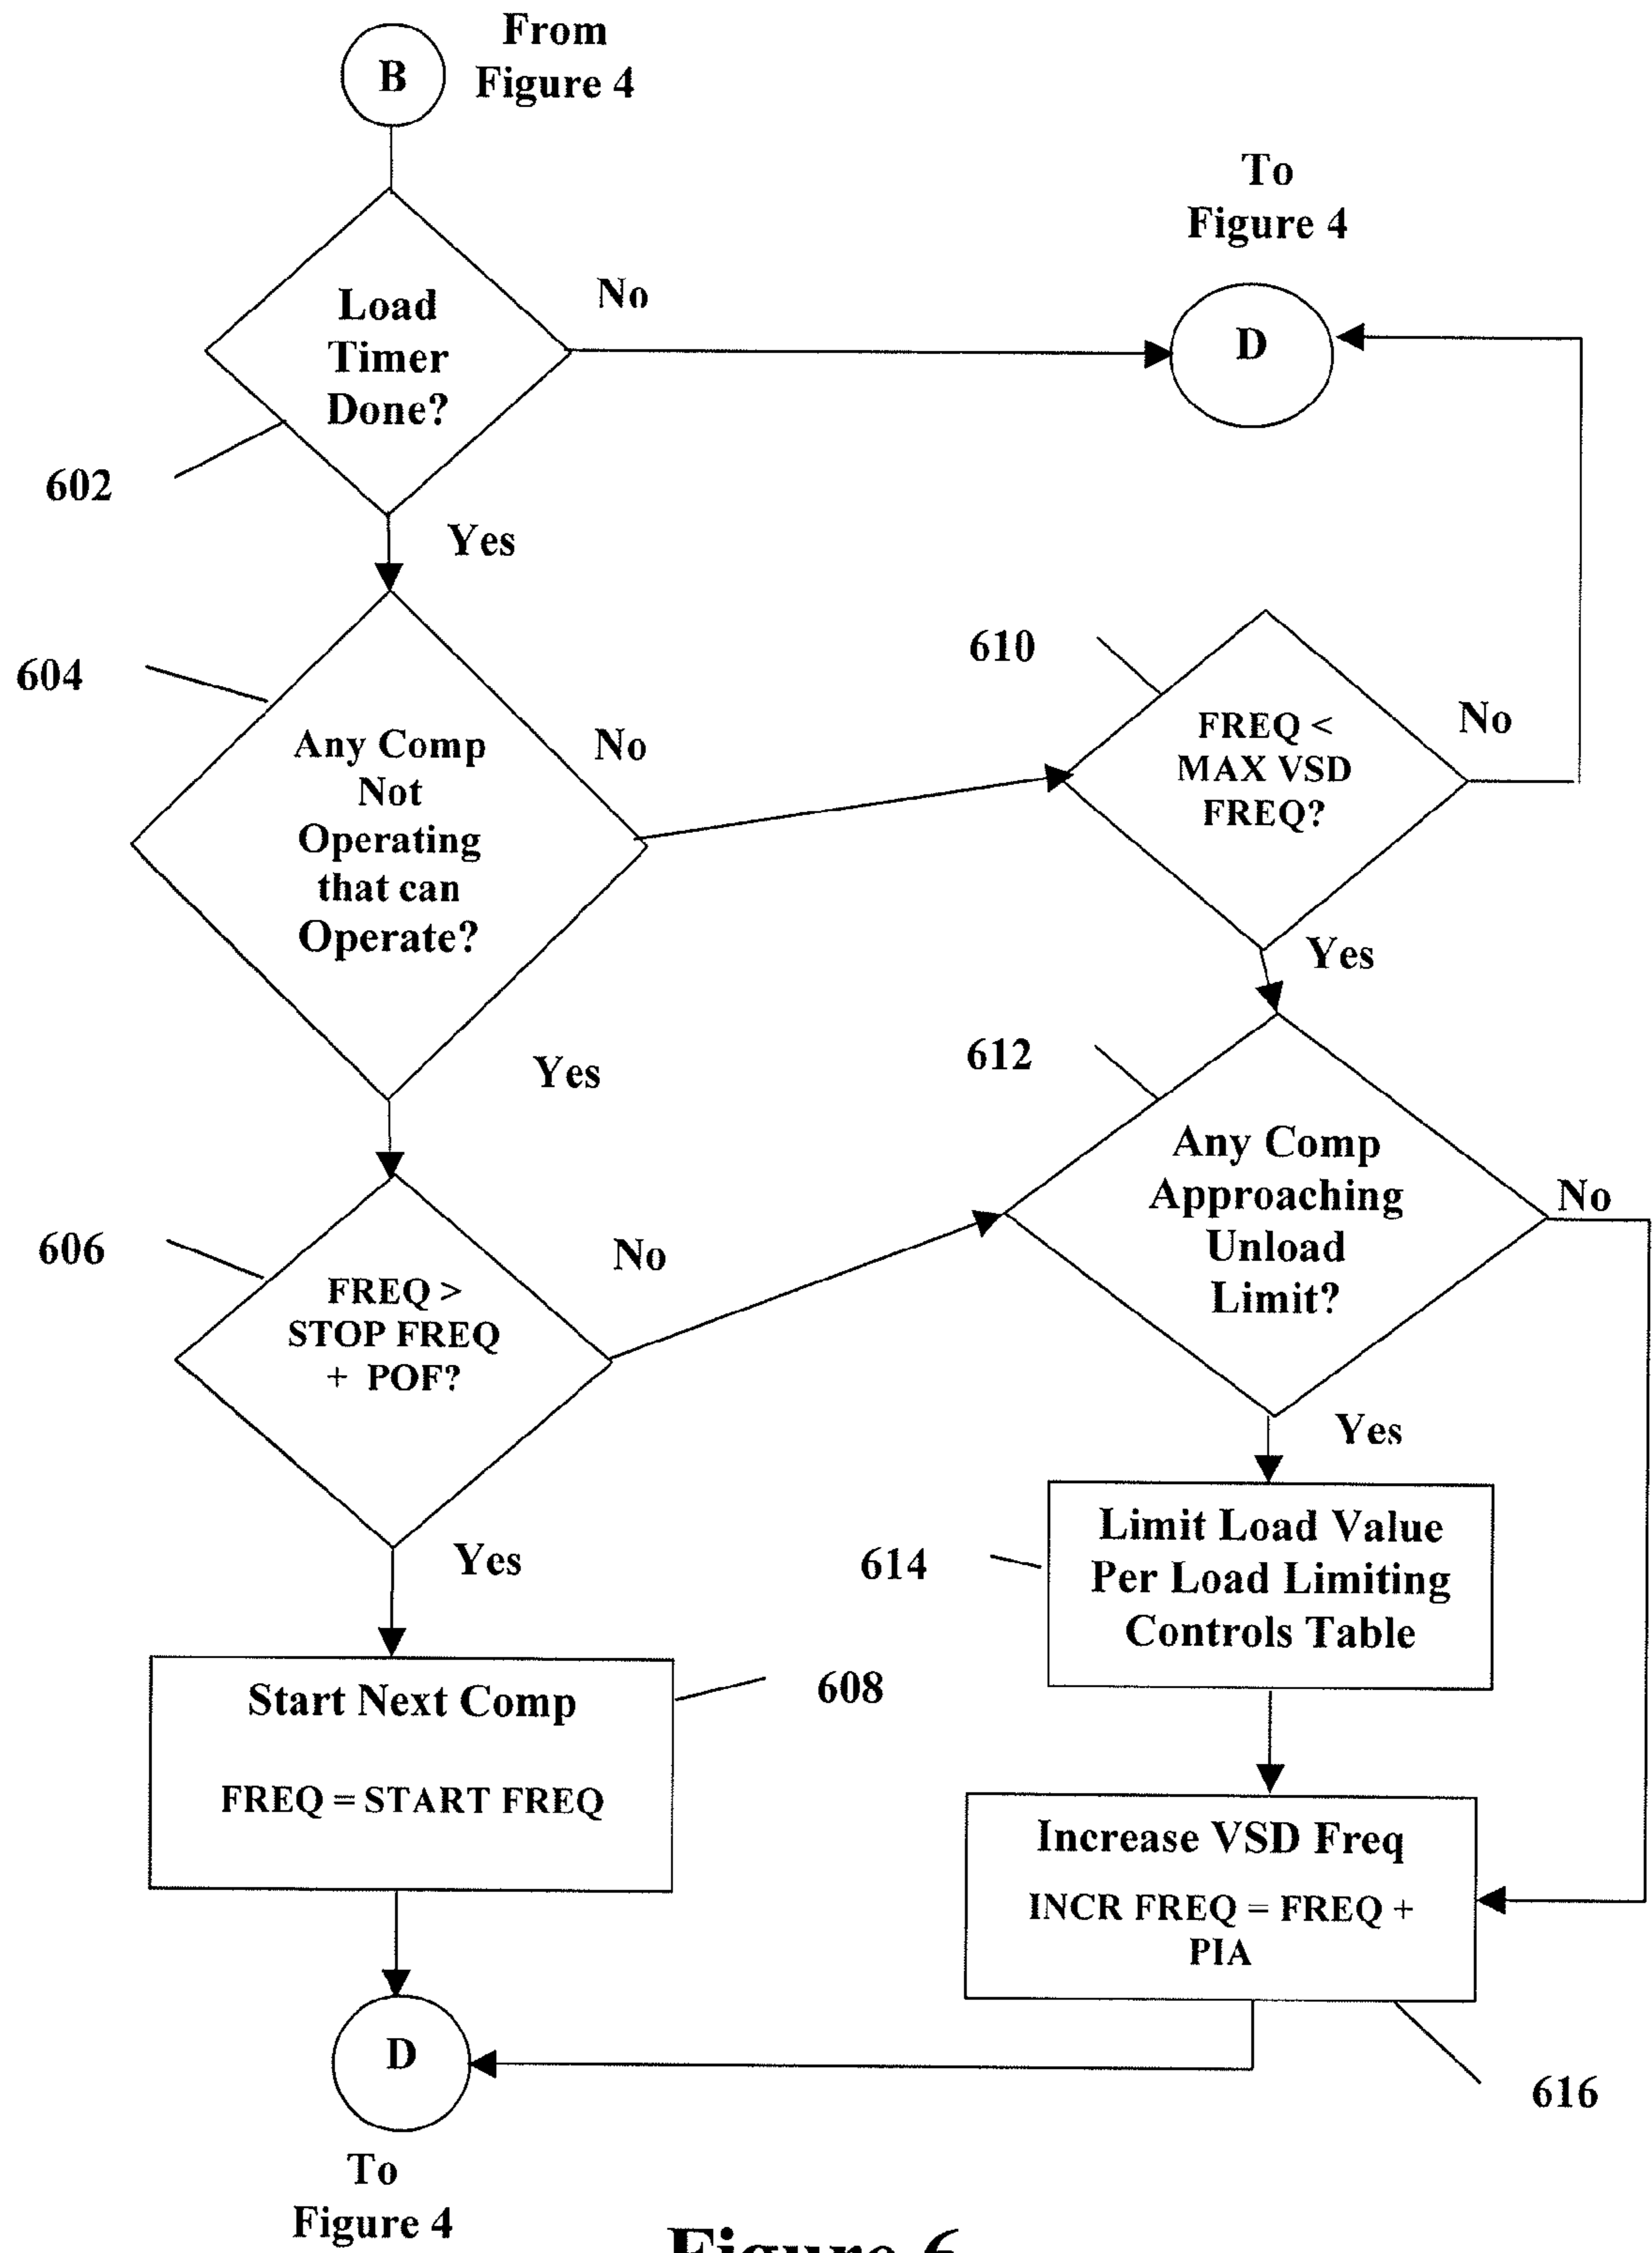 From
Figure 4
B
To
Figure 4
D
Load
Timer
Done?
No
602
Yes
604
Any Comp
Not
Operating
that can
Operate?
No
610
FREQ <
MAX VSD
FREQ?
No
Yes
Yes
606
FREQ >
STOP FREQ
+ POF?
No
612
Any Comp
Approaching
Unload
Limit?
No
Yes
Yes
608
Start Next Comp
FREQ = START FREQ
614
Limit Load Value
Per Load Limiting
Controls Table
Increase VSD Freq
INCR FREQ = FREQ +
PIA
616
D
To
Figure 4
Figure 6